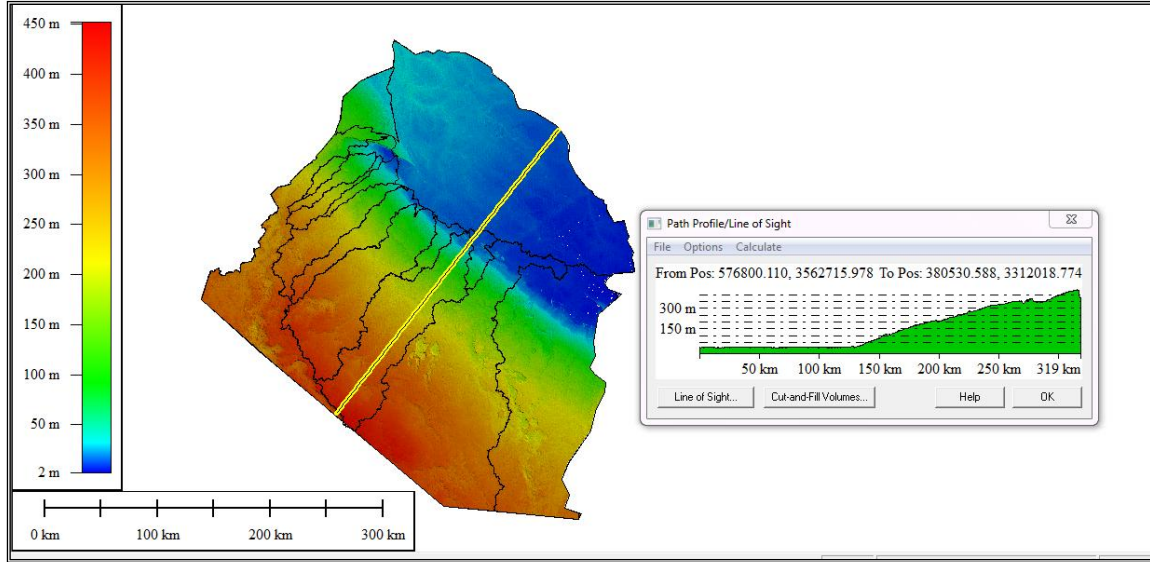 450 m
400 m
350 m
300 m
250 m
200 m
150 m
100 m
50 m
2 m
0 km 100 km 200 km 300 km
Path Profile/Line of Sight
File Options Calculate
From Pos: 576800.110, 3562715.978 To Pos: 380530.588, 3312018.774
300 m
150 m
50 km 100 km 150 km 200 km 250 km 319 km
Line of Sight... Cut-and-Fill Volumes... Help OK